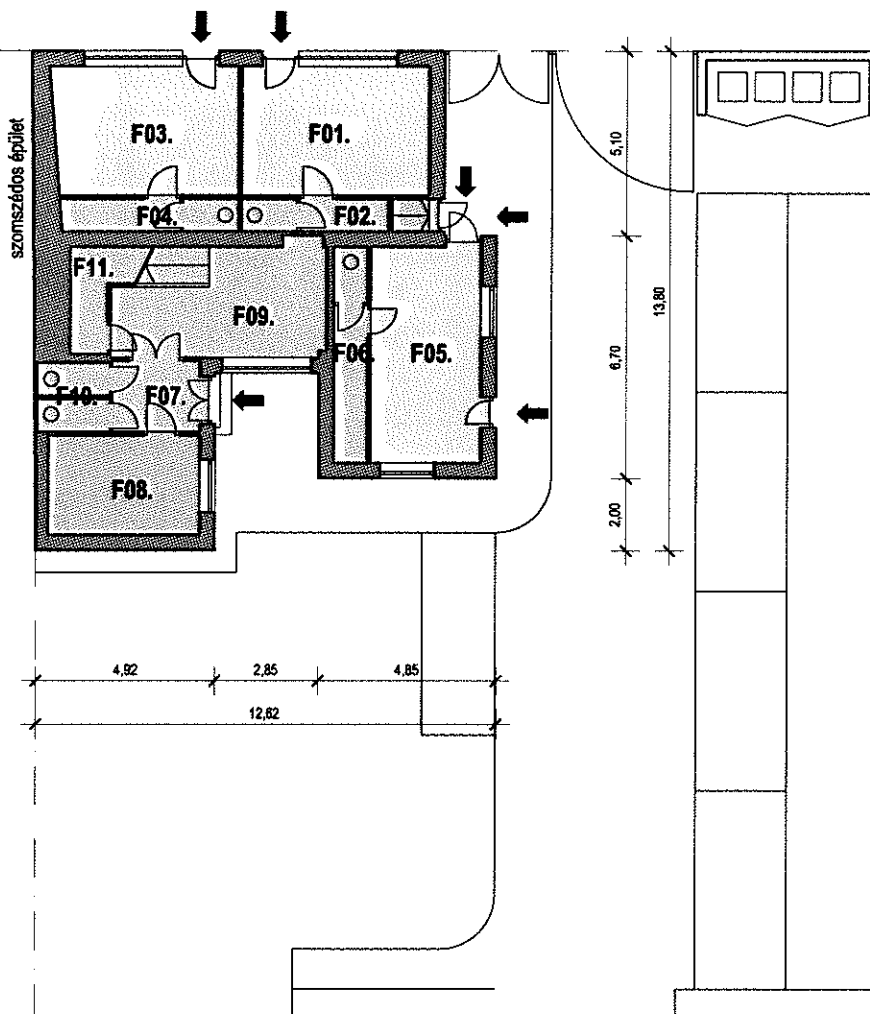 szomszédos épület
F03.
F01.
F04.
F02.
F11.
F09.
F06.
F05.
F10.
F07.
F08.
5,10
6,70
2,00
13,80
4,92
2,85
4,85
12,62